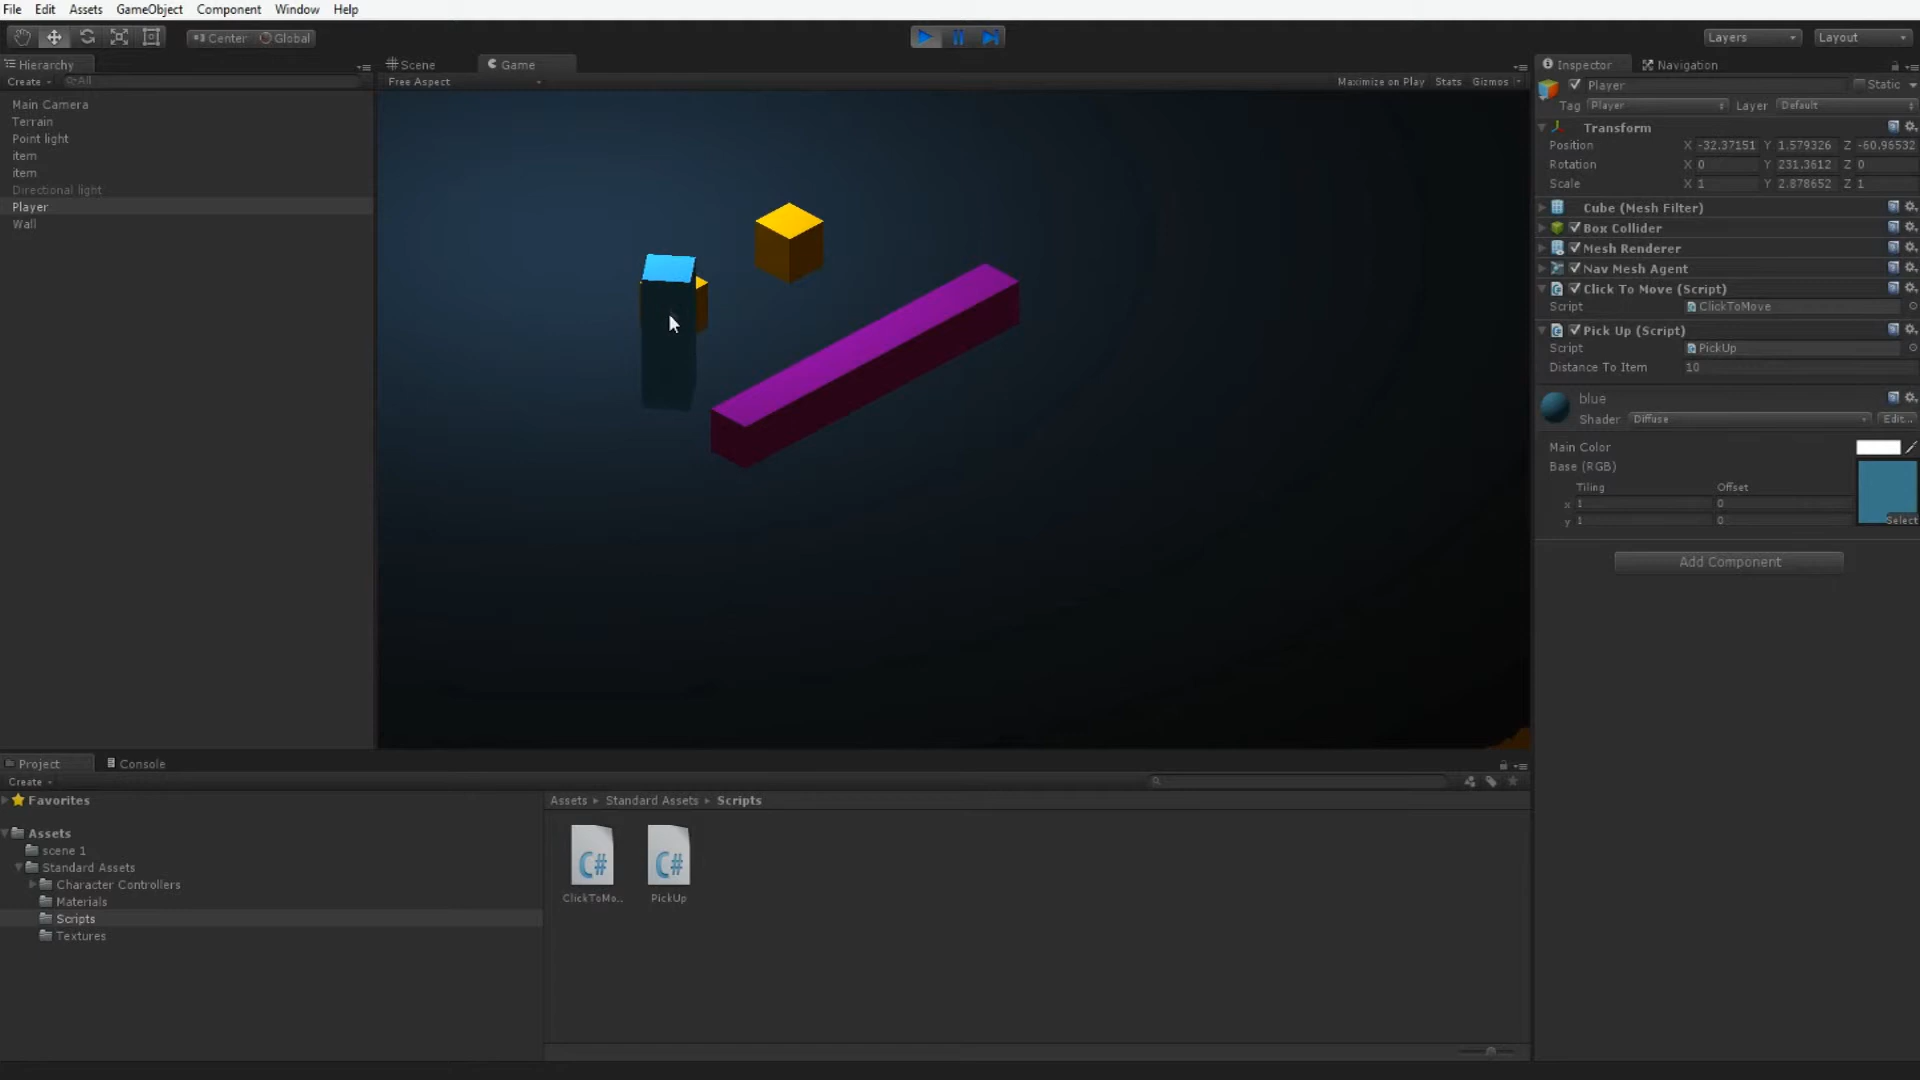 File Edit Assets GameObject Component Window Help
Center Global Layers Layout
Hierarchy Scene Game Inspector Navigation
Create All Free Aspect Maximize on Play Stats Gizmos Player Static
Tag Player Layer Default
Main Camera
Terrain
Point light
item
item
Directional light
Player
Wall
Transform
Position X -32.37151 Y 1.579326 Z -60.96532
Rotation X 0 Y 231.3612 Z 0
Scale X 1 Y 2.878652 Z 1
Cube (Mesh Filter)
Box Collider
Mesh Renderer
Nav Mesh Agent
Click To Move (Script)
Script ClickToMove
Pick Up (Script)
Script PickUp
Distance To Item 10
blue
Shader Diffuse Edit...
Main Color
Base (RGB)
Tiling Offset
x 1 0
y 1 0
Select
Add Component
Project Console
Create
Favorites
Assets
scene 1
Standard Assets
Character Controllers
Materials
Scripts
Textures
Assets Standard Assets Scripts
C# C#
ClickToMo.. PickUp